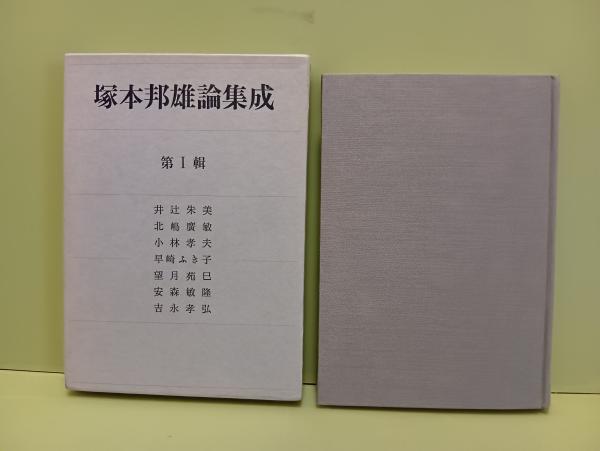 塚本邦雄論集成
第Ⅰ輯
井辻朱美
北嶋廣敏
小林孝夫
早崎ふき子
望月苑巳
安森敏隆
吉永孝弘